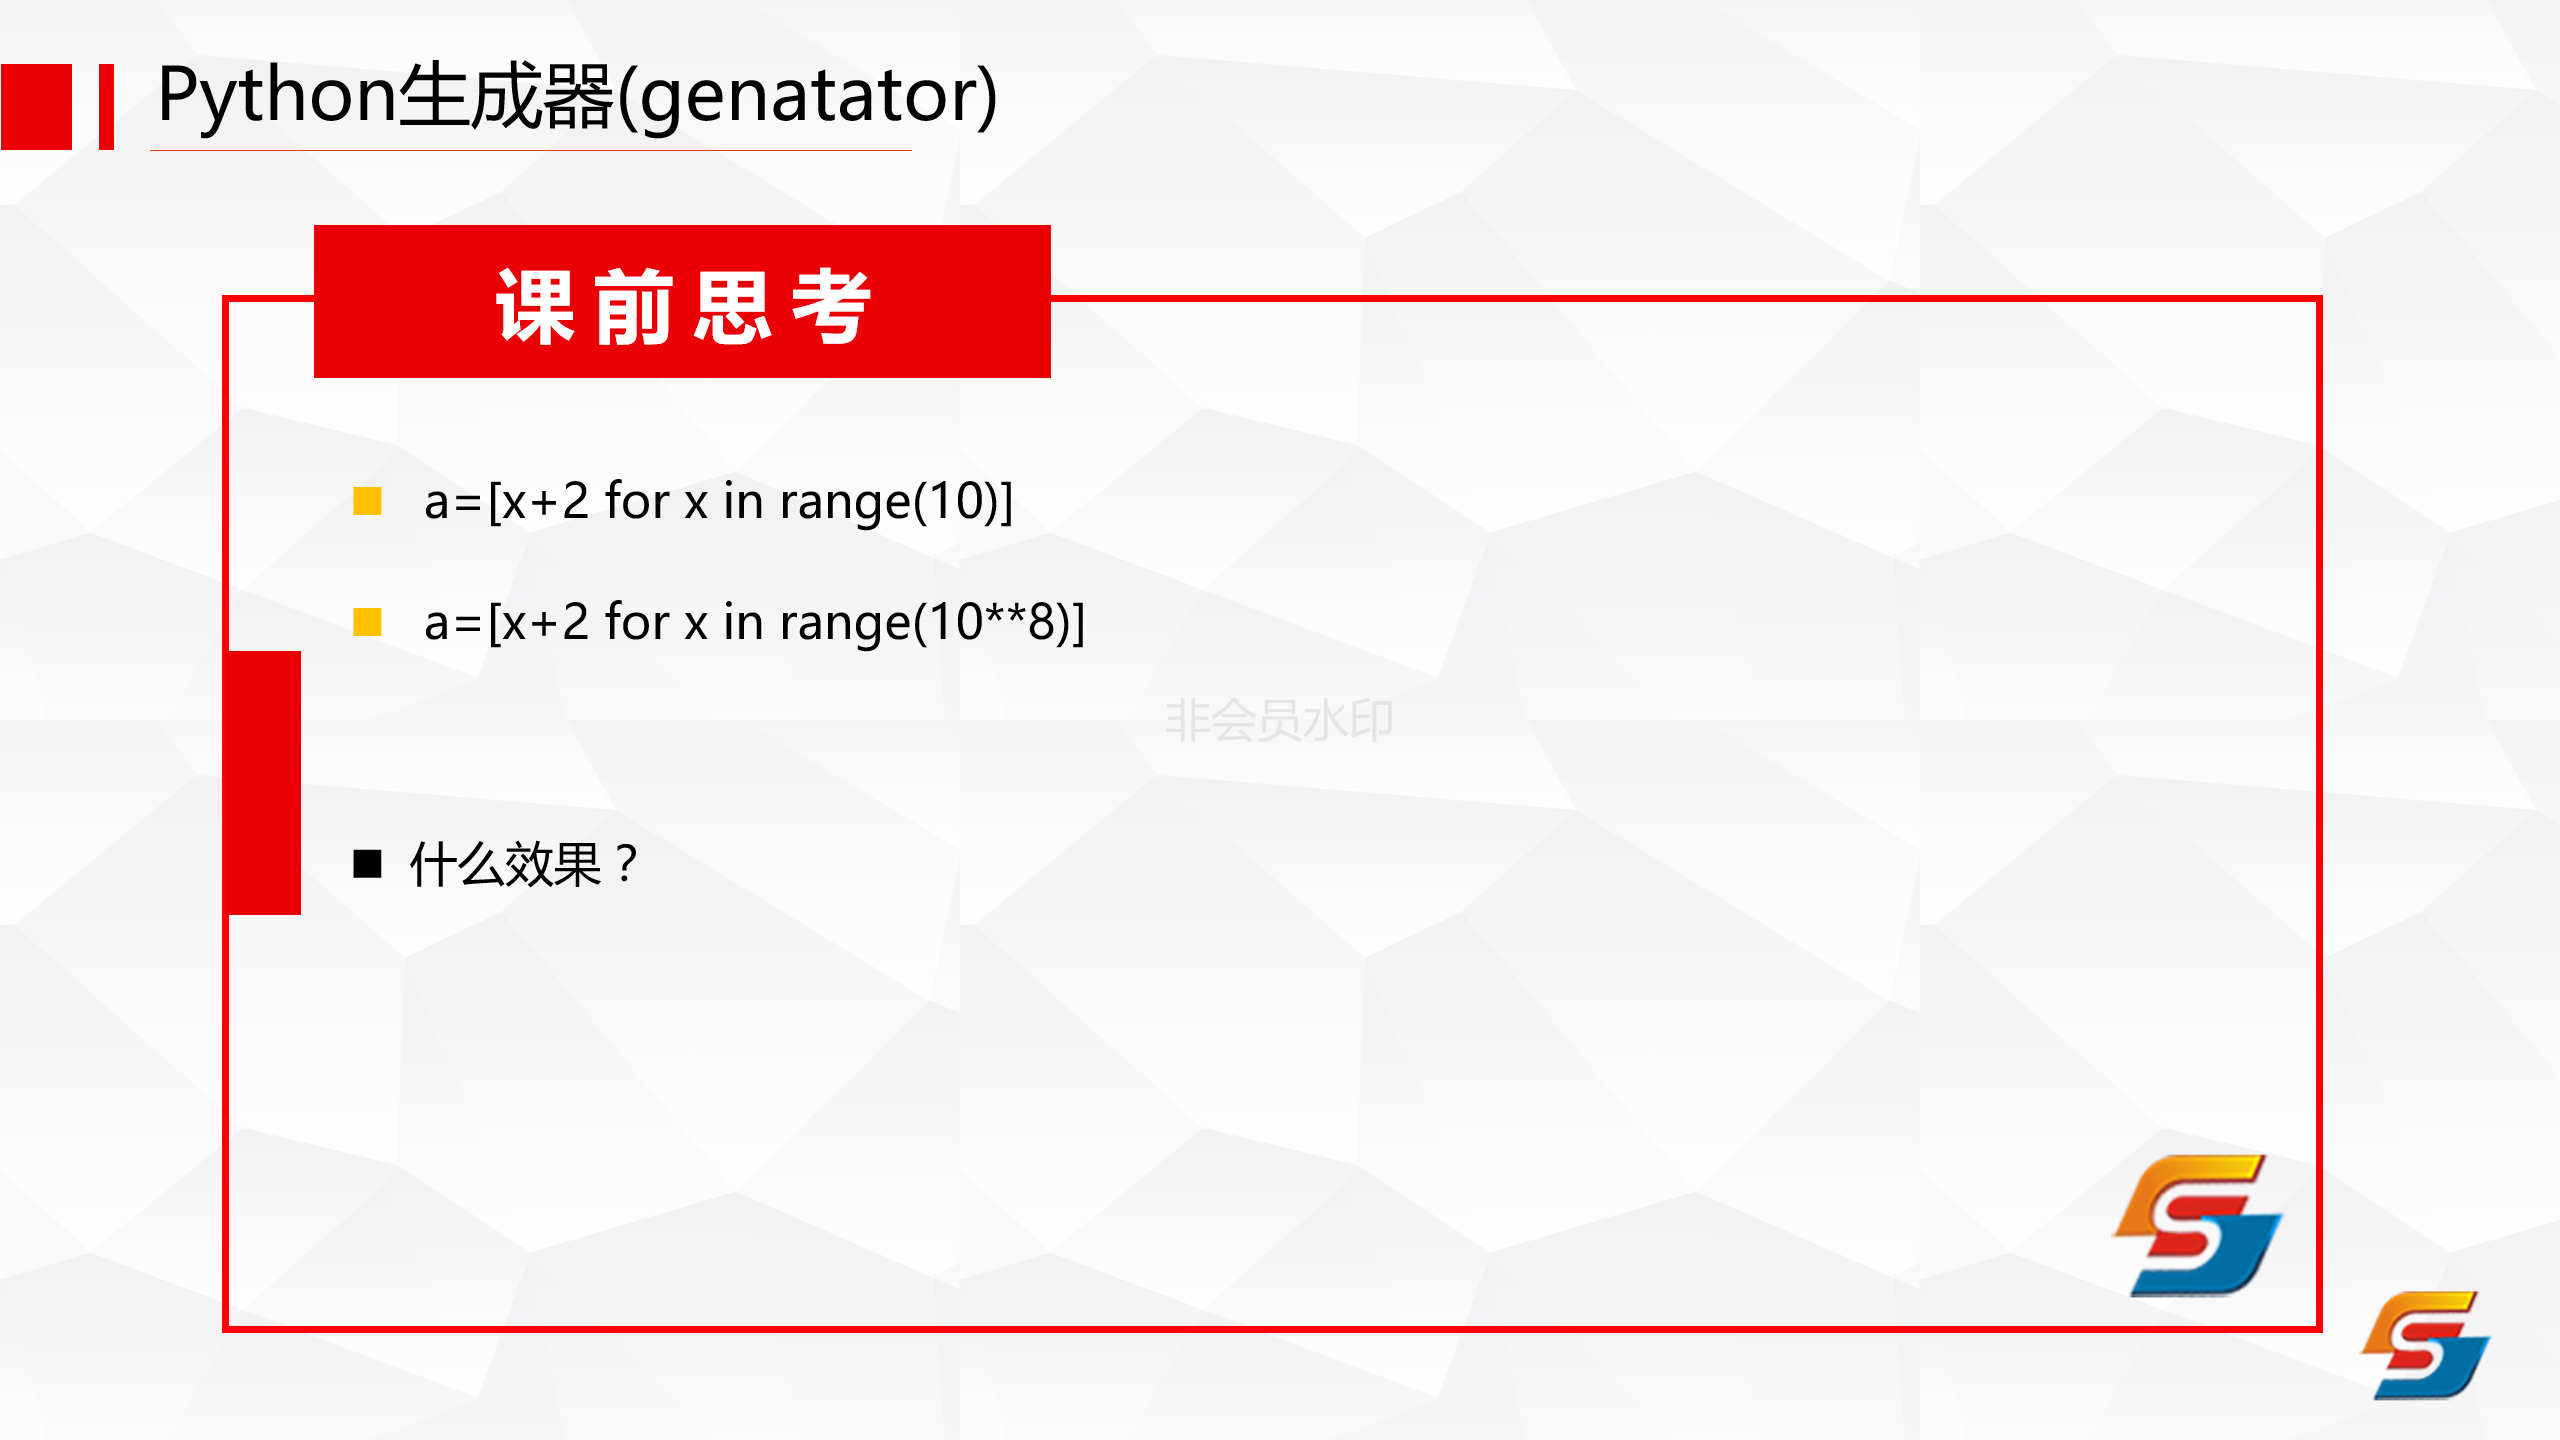 Python生成器(genatator)
课前思考
a=[x+2 for x in range(10)]
a=[x+2 for x in range(10**8)]
非会员水印
什么效果？